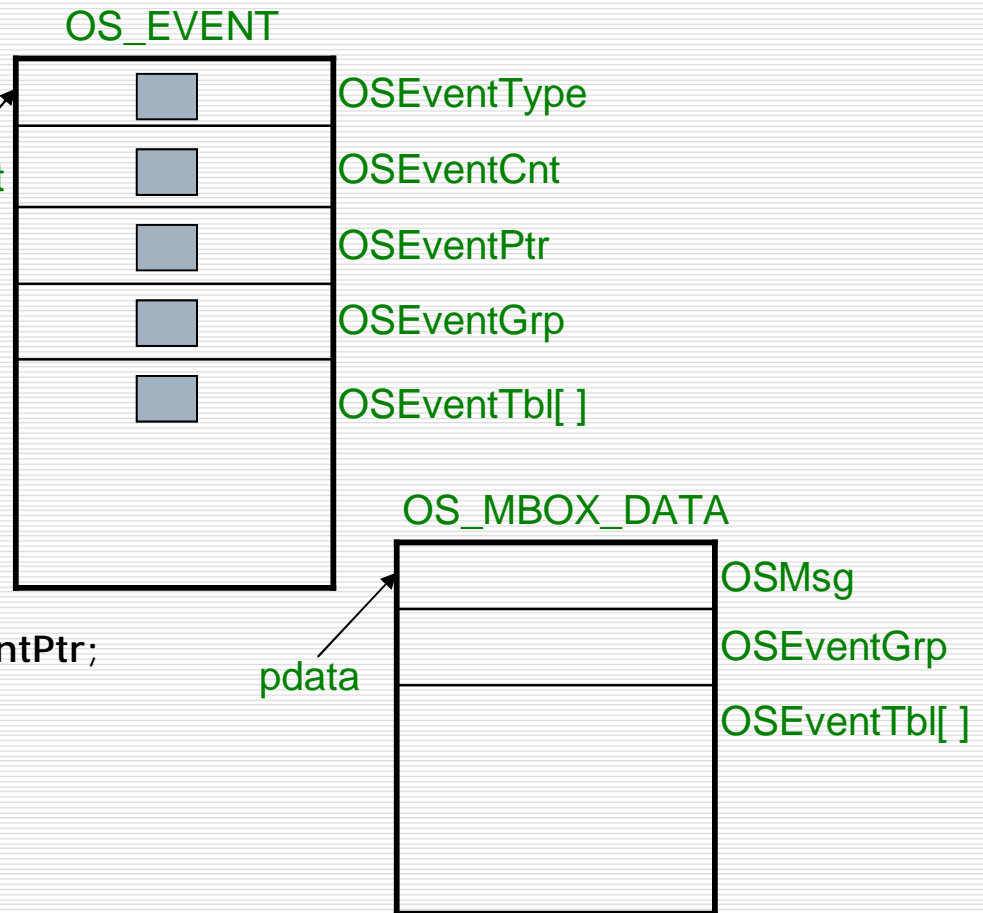 OS_EVENT
OSEventType
OSEventCnt
OSEventPtr
OSEventGrp
OSEventTbl[ ]
OS_MBOX_DATA
OSMsg
ntPtr;
OSEventGrp
pdata
OSEventTbl[ ]